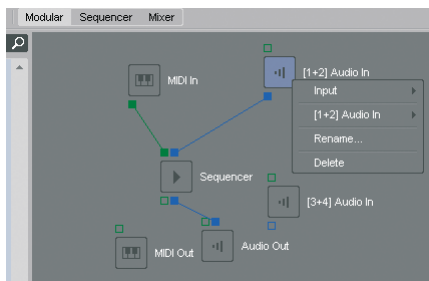 Modular Sequencer Mixer
MIDI In
[1+2] Audio In
Input
[1+2] Audio In
Rename...
Delete
Sequencer
[3+4] Audio In
MIDI Out
Audio Out